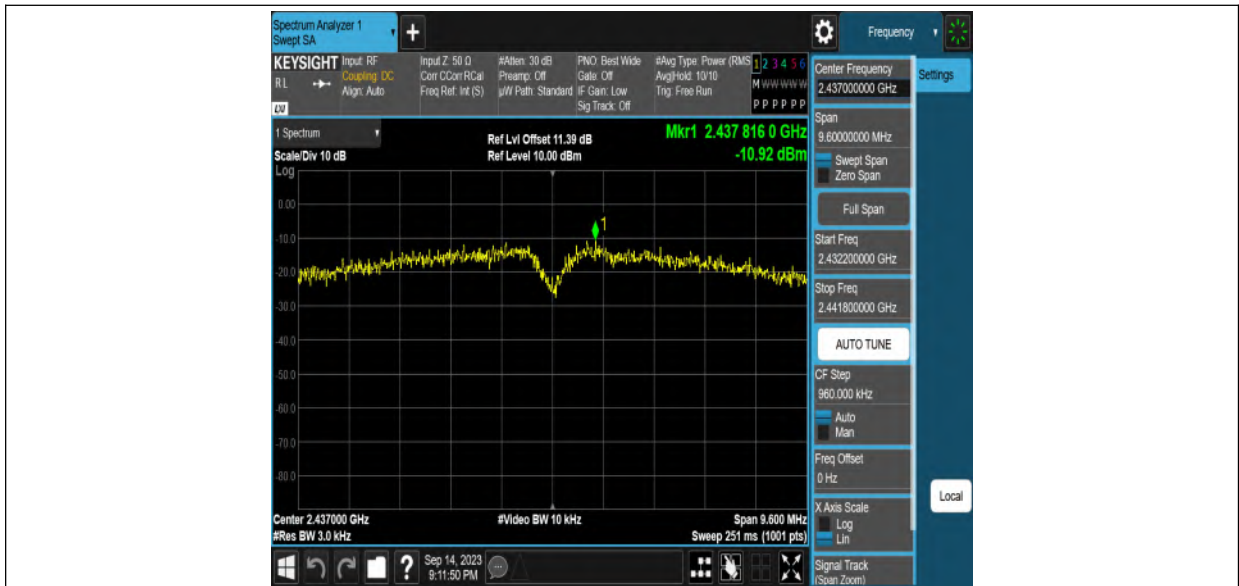 Spectrum Analyzer 1
Swept SA
+
Frequency
KEYSIGHT
RL
LXI
Input: RF
Coupling: DC
Align: Auto
Input Z: 50 Ω
Corr CCorr RCal
Freq Ref: Int (S)
#Atten: 30 dB
Preamp: Off
µW Path: Standard
PNO: Best Wide
Gate: Off
IF Gain: Low
Sig Track: Off
#Avg Type: Power (RMS
Avg|Hold: 10/10
Trig: Free Run
1 2 3 4 5 6
M W W W W W
P P P P P P
1 Spectrum
Scale/Div 10 dB
Log
Ref Lvl Offset 11.39 dB
Ref Level 10.00 dBm
Mkr1 2.437 816 0 GHz
-10.92 dBm
1
0.00
-10.0
-20.0
-30.0
-40.0
-50.0
-60.0
-70.0
-80.0
Center 2.437000 GHz
#Res BW 3.0 kHz
#Video BW 10 kHz
Span 9.600 MHz
Sweep 251 ms (1001 pts)
?
Sep 14, 2023
9:11:50 PM
Center Frequency
2.437000000 GHz
Settings
Span
9.60000000 MHz
Swept Span
Zero Span
Full Span
Start Freq
2.432200000 GHz
Stop Freq
2.441800000 GHz
AUTO TUNE
CF Step
960.000 kHz
Auto
Man
Freq Offset
0 Hz
X Axis Scale
Log
Lin
Local
Signal Track
(Span Zoom)